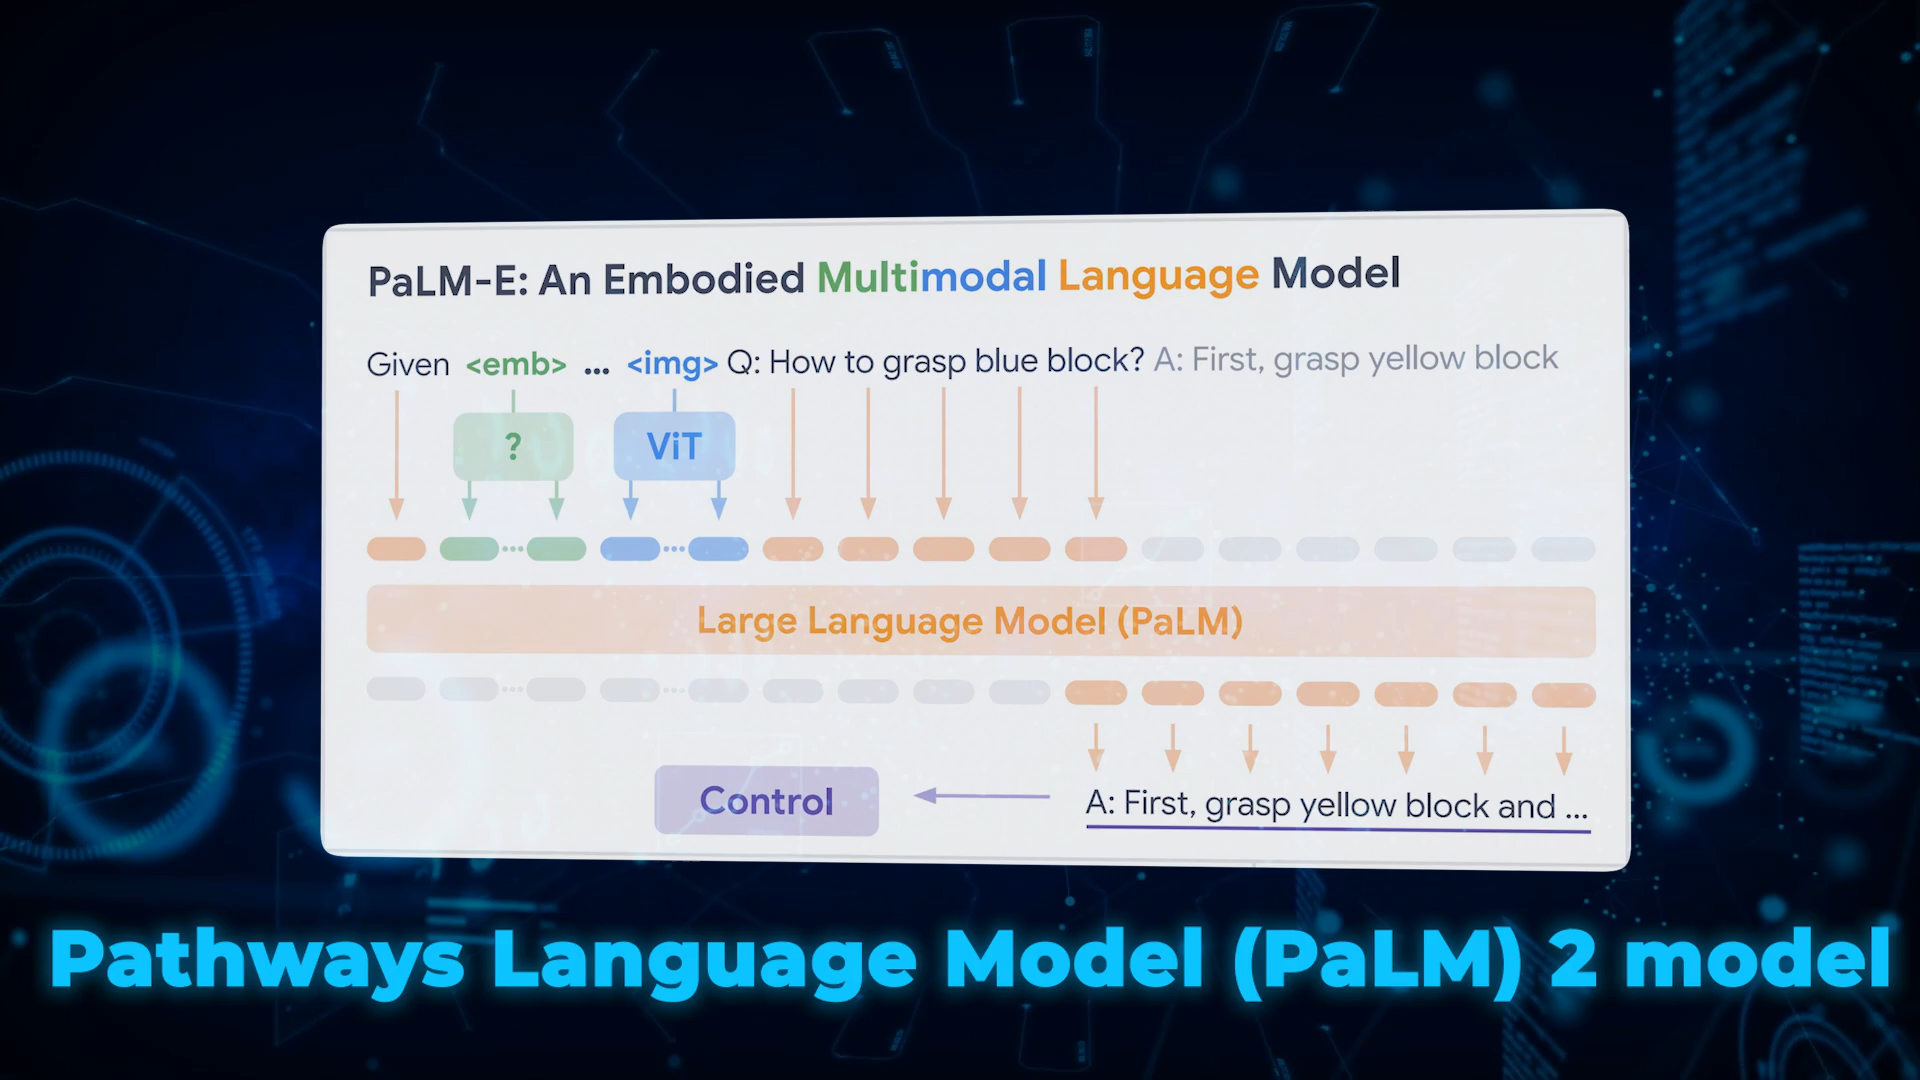 PaLM-E: An Embodied Multimodal Language Model
Given <emb> ... <img> Q: How to grasp blue block? A: First, grasp yellow block
?
ViT
Large Language Model (PaLM)
Control
A: First, grasp yellow block and ...
Pathways Language Model (PaLM) 2 model